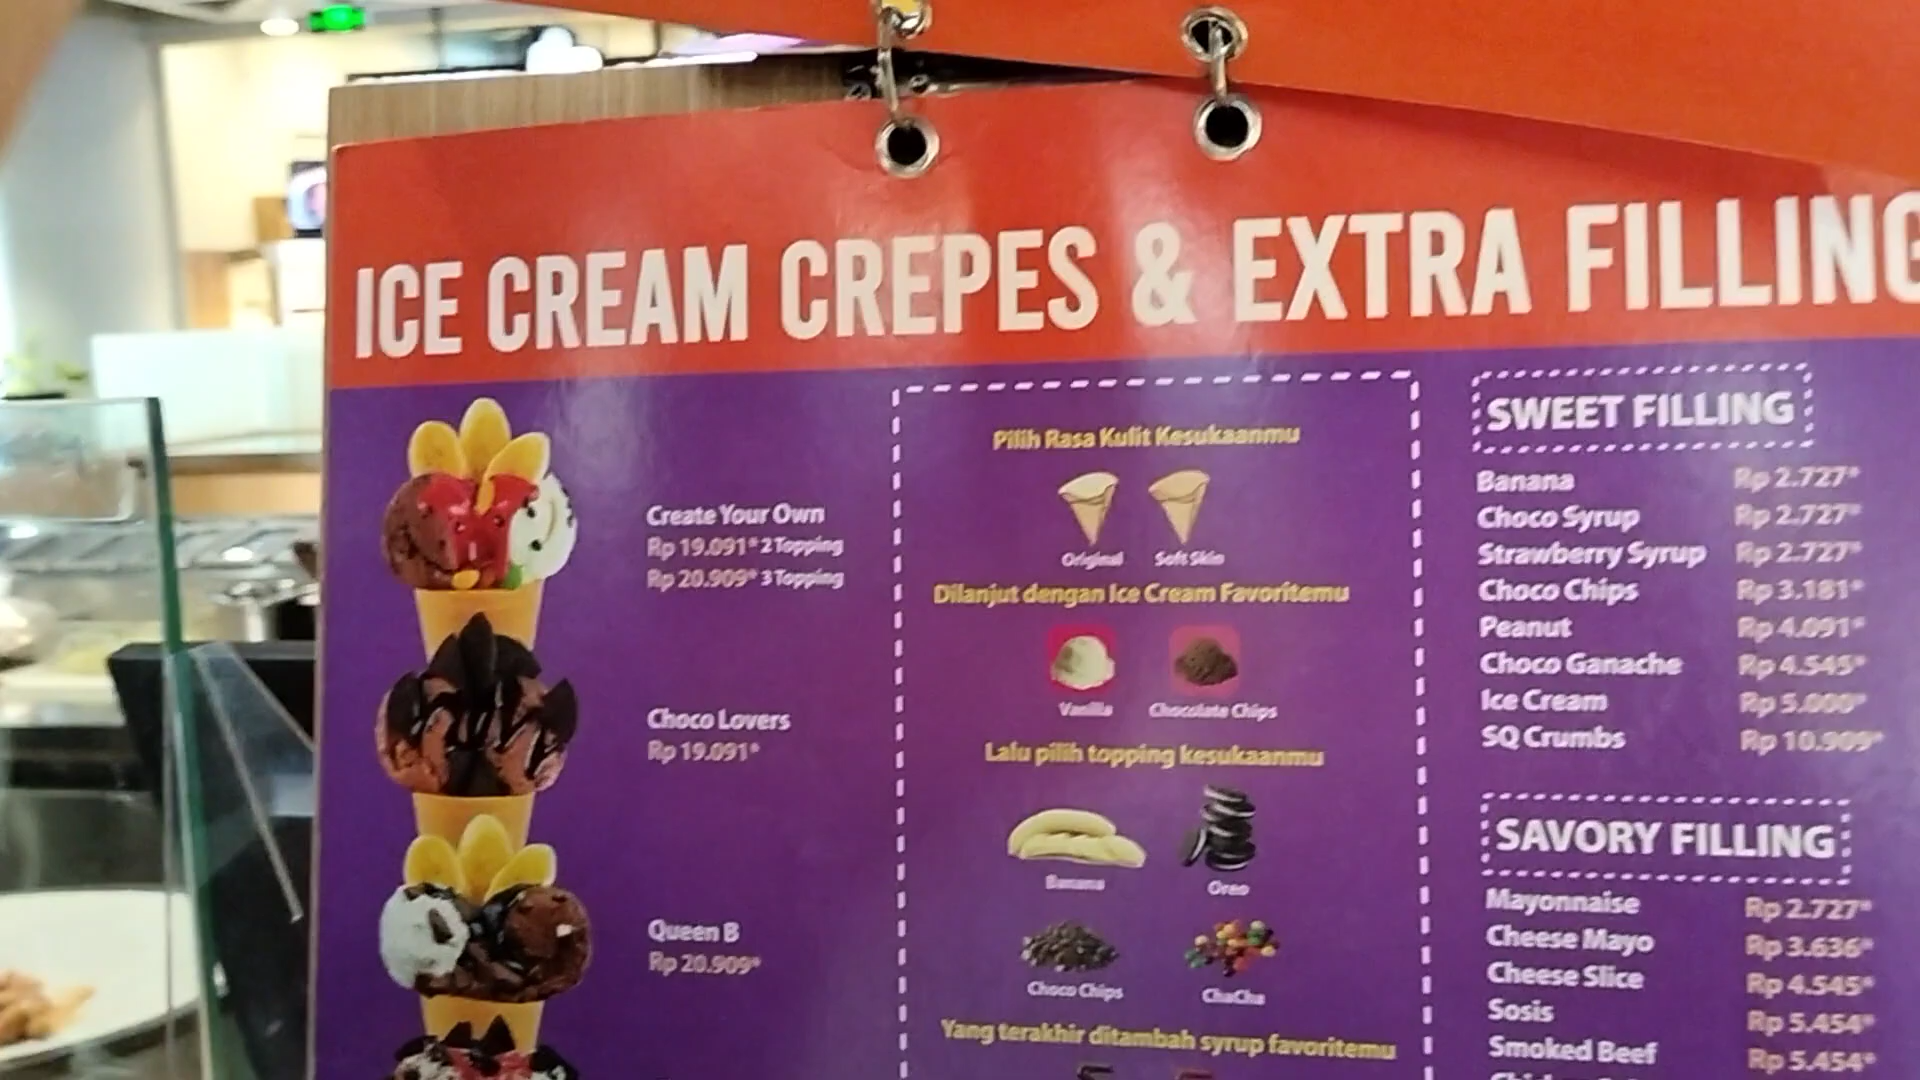 ICE CREAM CREPES & EXTRA FILLING
Create Your Own
Rp 19.091* 2 Topping
Rp 20.909* 3 Topping
Choco Lovers
Rp 19.091*
Queen B
Rp 20.909*
Pilih Rasa Kulit Kesukaanmu
Original Soft Skin
Dilanjut dengan Ice Cream Favoritemu
Vanilla Chocolate Chips
Lalu pilih topping kesukaanmu
Banana Oreo
Choco Chips ChaCha
Yang terakhir ditambah syrup favoritemu
SWEET FILLING
Banana Rp 2.727*
Choco Syrup Rp 2.727*
Strawberry Syrup Rp 2.727*
Choco Chips Rp 3.181*
Peanut Rp 4.091*
Choco Ganache Rp 4.545*
Ice Cream Rp 5.000*
SQ Crumbs Rp 10.909*
SAVORY FILLING
Mayonnaise Rp 2.727*
Cheese Mayo Rp 3.636*
Cheese Slice Rp 4.545*
Sosis Rp 5.454*
Smoked Beef Rp 5.454*